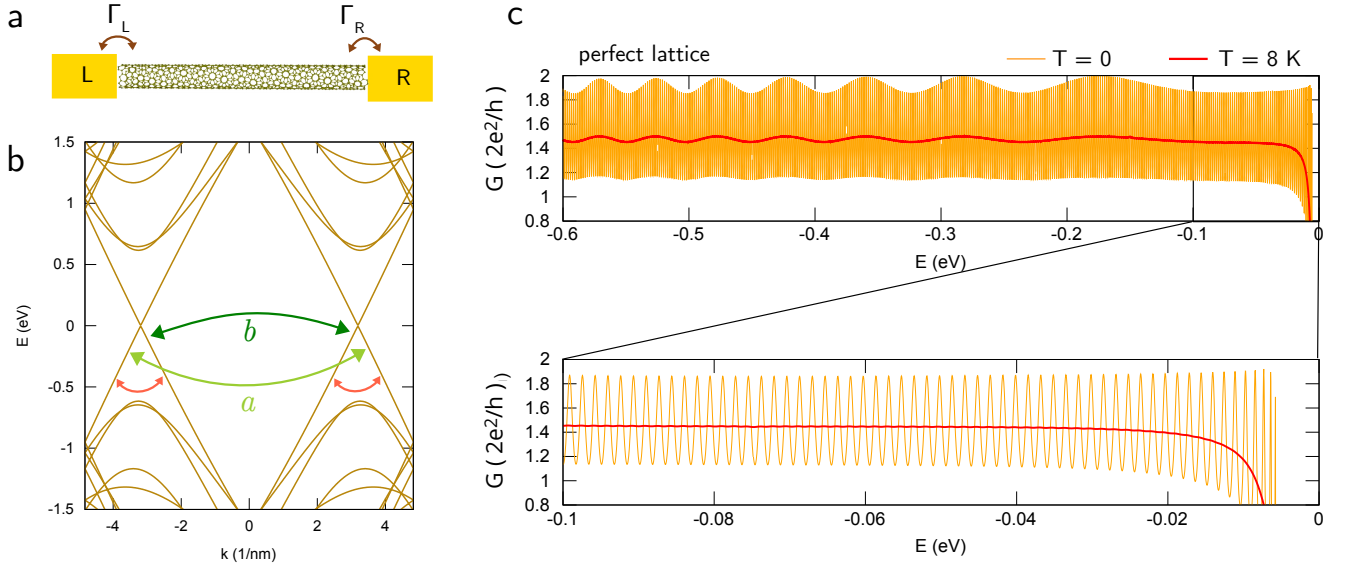 a
Γ_L
Γ_R
L
R
b
1.5
1
0.5
0
-0.5
-1
-1.5
E (eV)
b
a
-4
-2
0
2
4
k (1/nm)
c
perfect lattice
T = 0
T = 8 K
2
1.8
1.6
1.4
1.2
1
0.8
G ( 2e²/h )
-0.6
-0.5
-0.4
-0.3
-0.2
-0.1
0
E (eV)
2
1.8
1.6
1.4
1.2
1
0.8
G ( 2e²/h )
-0.1
-0.08
-0.06
-0.04
-0.02
0
E (eV)